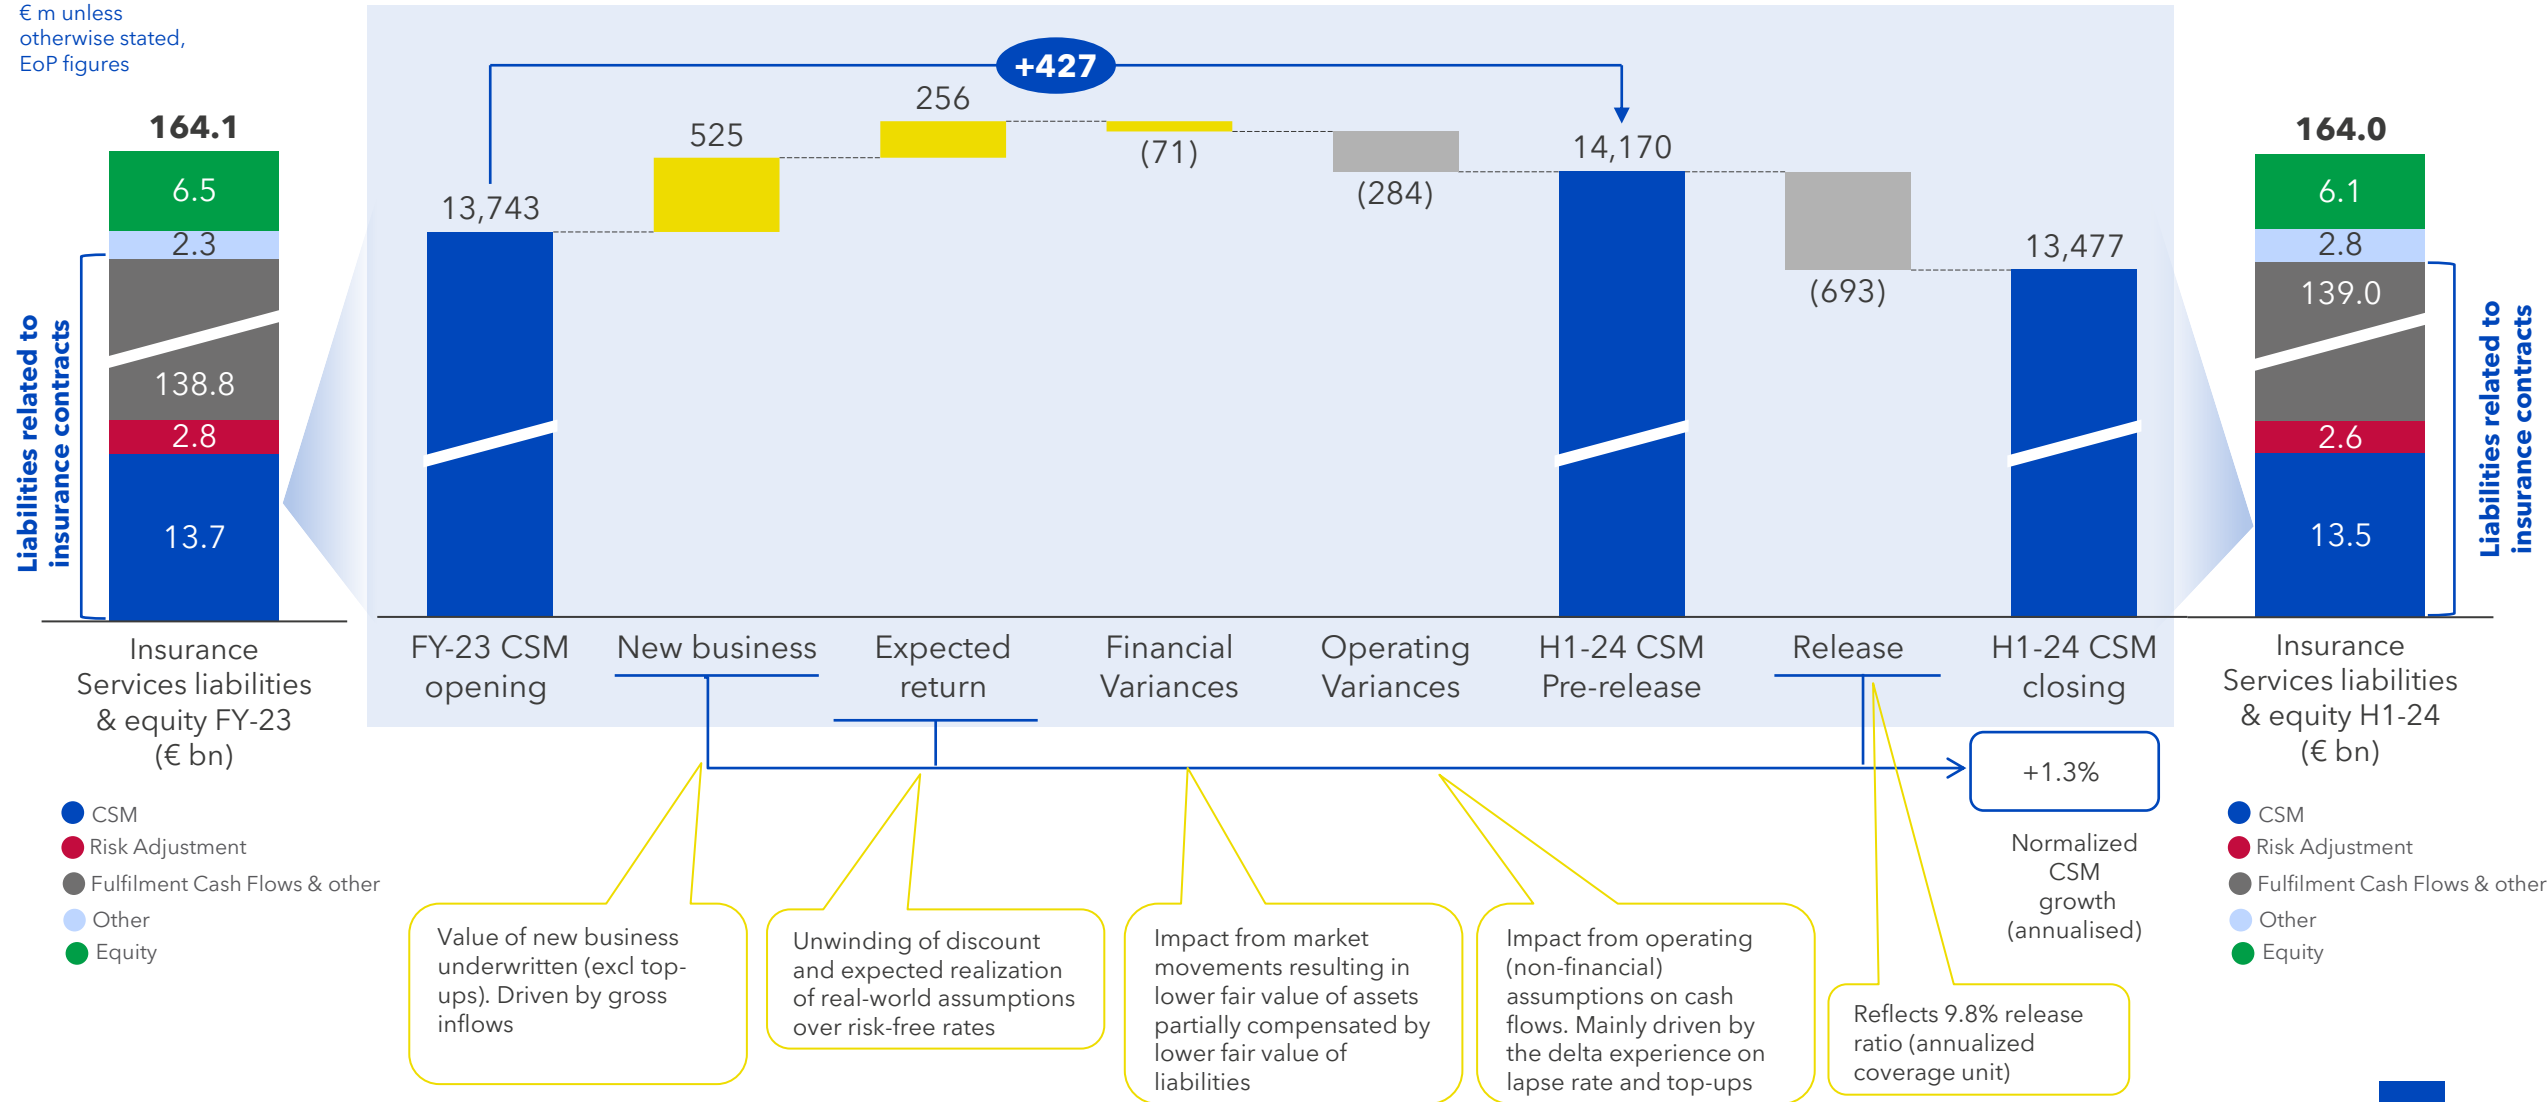 € m unless
otherwise stated,
EoP figures
+427
164.1
6.5
2.3
138.8
2.8
13.7
Liabilities related to
insurance contracts
13,743
525
256
(71)
(284)
14,170
(693)
13,477
164.0
6.1
2.8
139.0
2.6
13.5
Liabilities related to
insurance contracts
Insurance
Services liabilities
& equity FY-23
(€ bn)
FY-23 CSM
opening
New business
Expected
return
Financial
Variances
Operating
Variances
H1-24 CSM
Pre-release
Release
H1-24 CSM
closing
Insurance
Services liabilities
& equity H1-24
(€ bn)
CSM
Risk Adjustment
Fulfilment Cash Flows & other
Other
Equity
+1.3%
Normalized
CSM
growth
(annualised)
CSM
Risk Adjustment
Fulfilment Cash Flows & other
Other
Equity
Value of new business
underwritten (excl top-
ups). Driven by gross
inflows
Unwinding of discount
and expected realization
of real-world assumptions
over risk-free rates
Impact from market
movements resulting in
lower fair value of assets
partially compensated by
lower fair value of
liabilities
Impact from operating
(non-financial)
assumptions on cash
flows. Mainly driven by
the delta experience on
lapse rate and top-ups
Reflects 9.8% release
ratio (annualized
coverage unit)